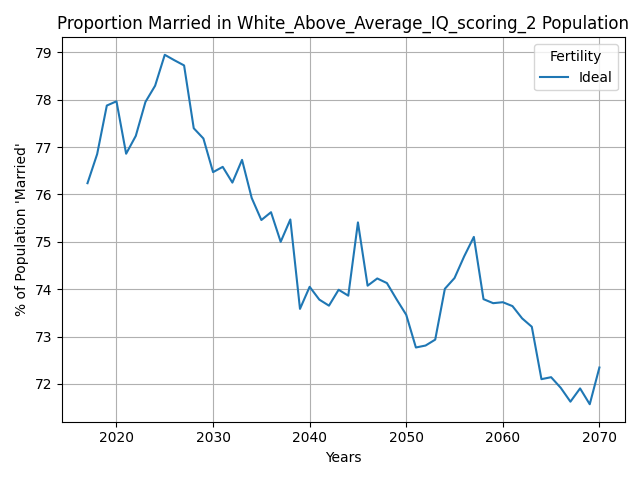 Proportion Married in White_Above_Average_IQ_scoring_2 Population
Fertility
Ideal
% of Population 'Married'
79
78
77
76
75
74
73
72
2020
2030
2040
2050
2060
2070
Years